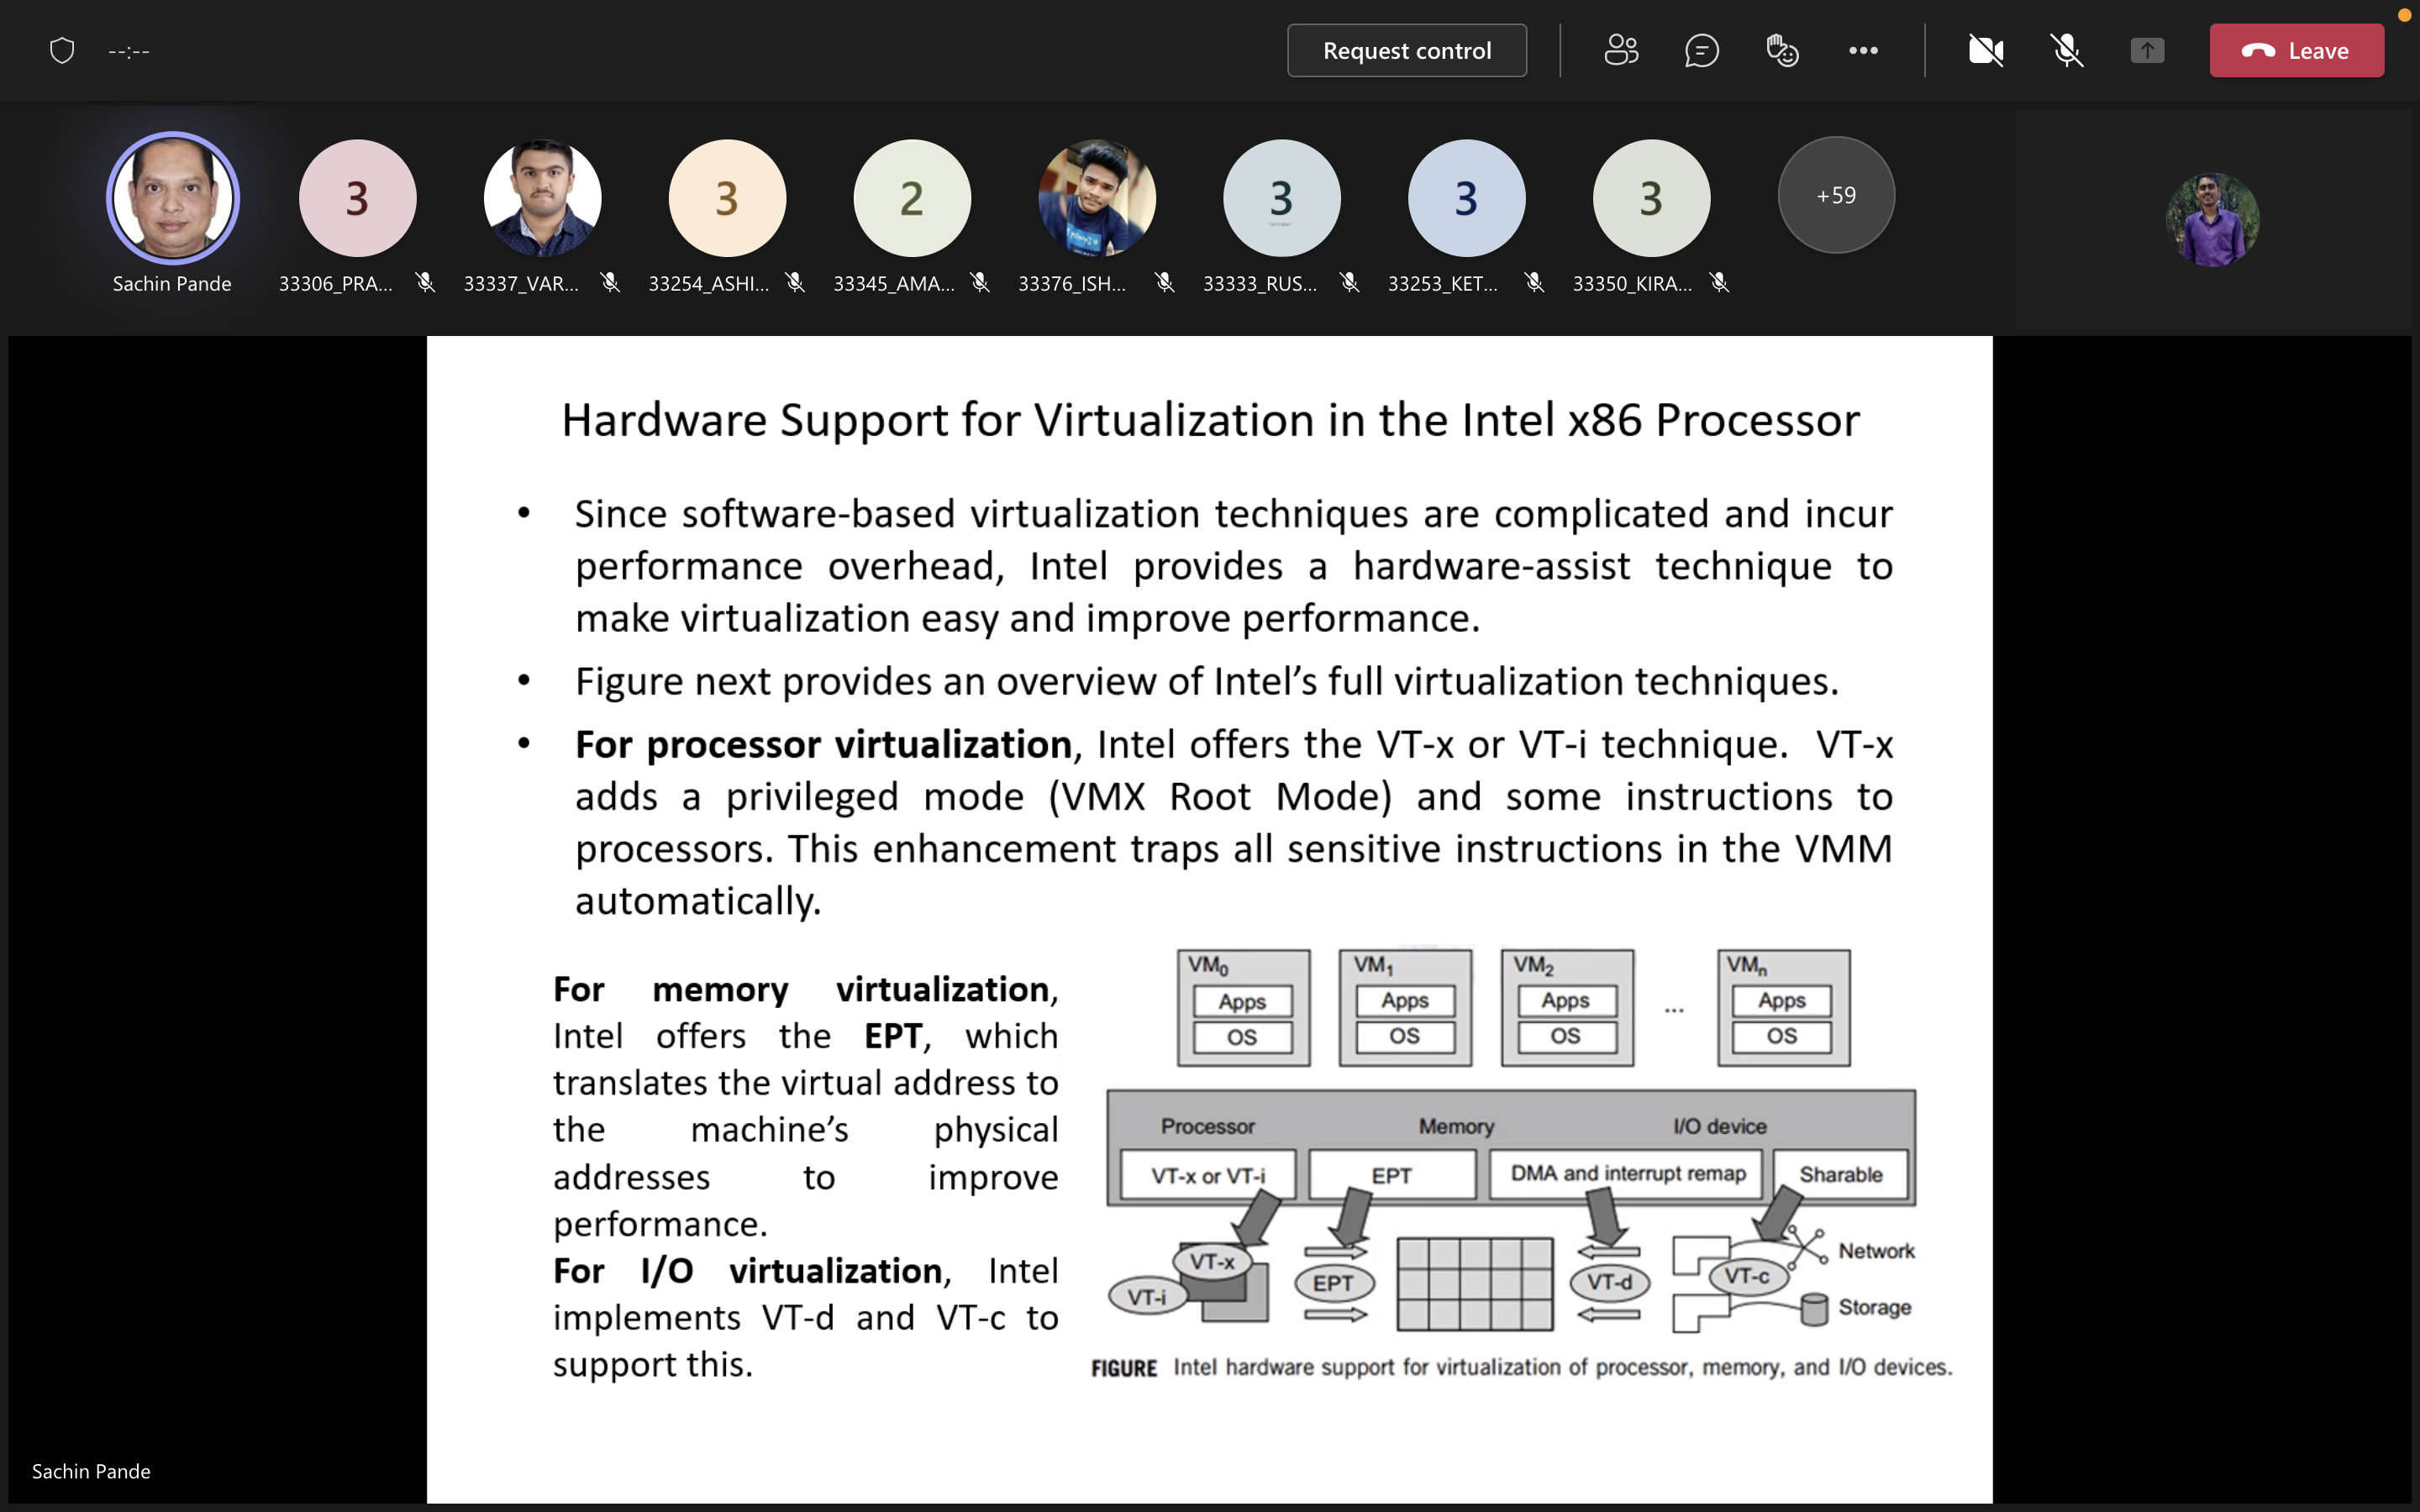 --:--
Request control
Leave
3
3
2
3
3
3
+59
Sachin Pande
33306_PRA...
33337_VAR...
33254_ASHI...
33345_AMA...
33376_ISH...
33333_RUS...
33253_KET...
33350_KIRA...
Hardware Support for Virtualization in the Intel x86 Processor
• Since software-based virtualization techniques are complicated and incur
performance overhead, Intel provides a hardware-assist technique to
make virtualization easy and improve performance.
• Figure next provides an overview of Intel’s full virtualization techniques.
• For processor virtualization, Intel offers the VT-x or VT-i technique. VT-x
adds a privileged mode (VMX Root Mode) and some instructions to
processors. This enhancement traps all sensitive instructions in the VMM
automatically.
For memory virtualization,
Intel offers the EPT, which
translates the virtual address to
the machine’s physical
addresses to improve
performance.
For I/O virtualization, Intel
implements VT-d and VT-c to
support this.
VM0
Apps
OS
VM1
Apps
OS
VM2
Apps
OS
...
VMn
Apps
OS
Processor
Memory
I/O device
VT-x or VT-i
EPT
DMA and interrupt remap
Sharable
VT-x
VT-i
EPT
VT-d
VT-c
Network
Storage
FIGURE Intel hardware support for virtualization of processor, memory, and I/O devices.
Sachin Pande